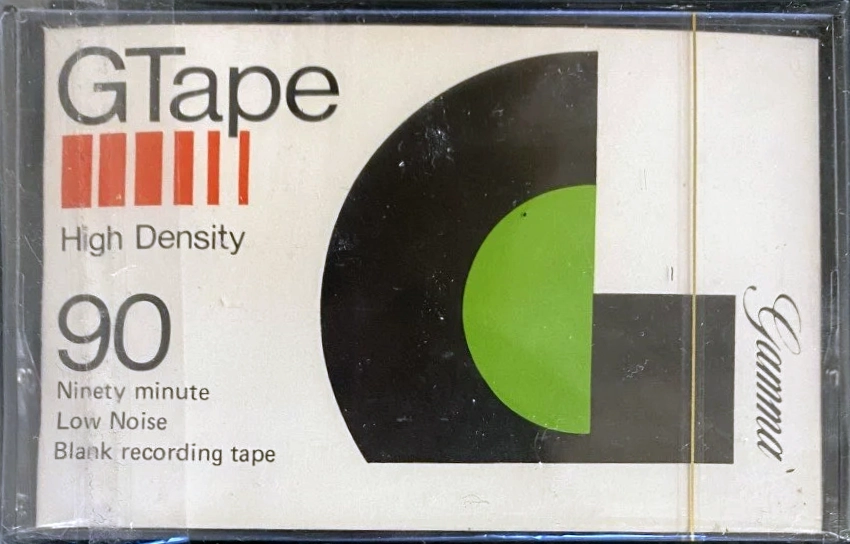 GTape
High Density
90
Ninety minute
Low Noise
Blank recording tape
Gamma